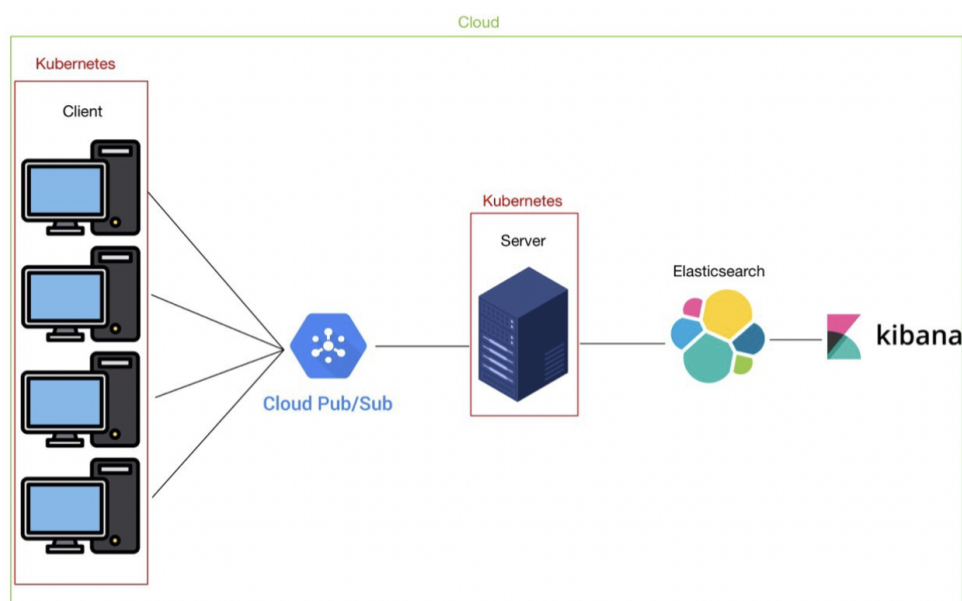 Cloud
Kubernetes
Client
Kubernetes
Server
Elasticsearch
kibana
Cloud Pub/Sub